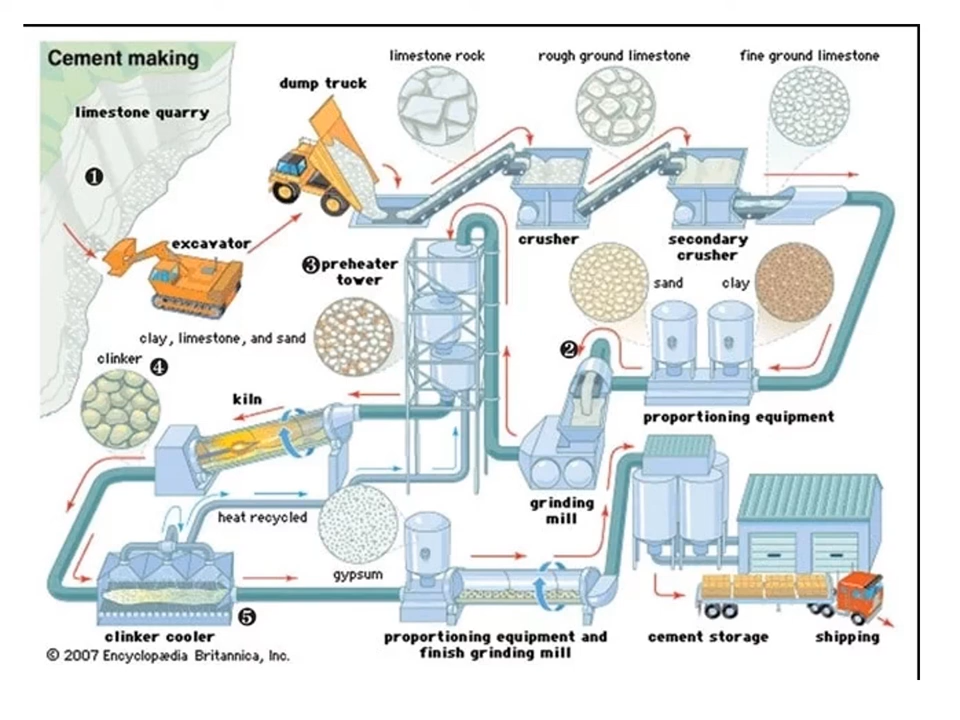 Cement making
limestone quarry
❶
excavator
dump truck
limestone rock
rough ground limestone
fine ground limestone
crusher
secondary
crusher
sand
clay
proportioning equipment
❷
grinding
mill
❸ preheater
tower
clay, limestone, and sand
kiln
clinker ❹
heat recycled
clinker cooler
❺
gypsum
proportioning equipment and
finish grinding mill
cement storage
shipping
© 2007 Encyclopædia Britannica, Inc.